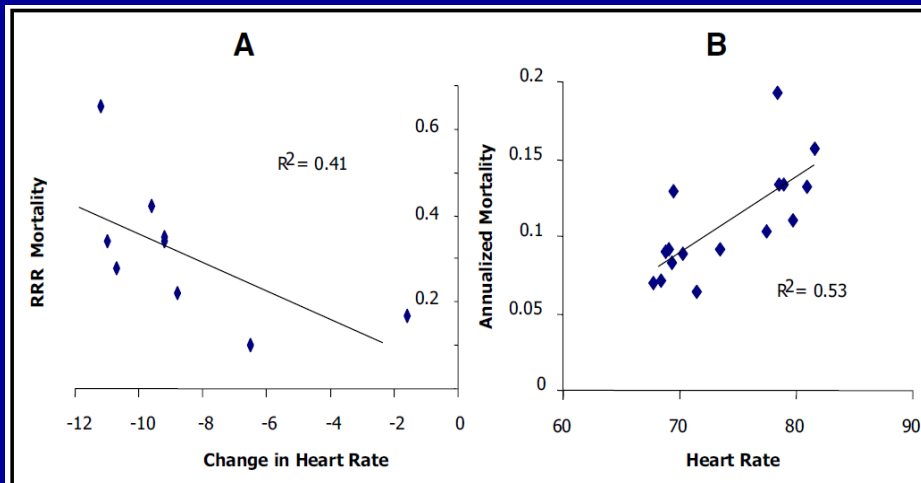 A
B
RRR Mortality
0.6
0.4
0.2
R2 = 0.41
-12
-10
-8
-6
-4
-2
0
Change in Heart Rate
Annualized Mortality
0.2
0.15
0.1
0.05
0
R2 = 0.53
60
70
80
90
Heart Rate